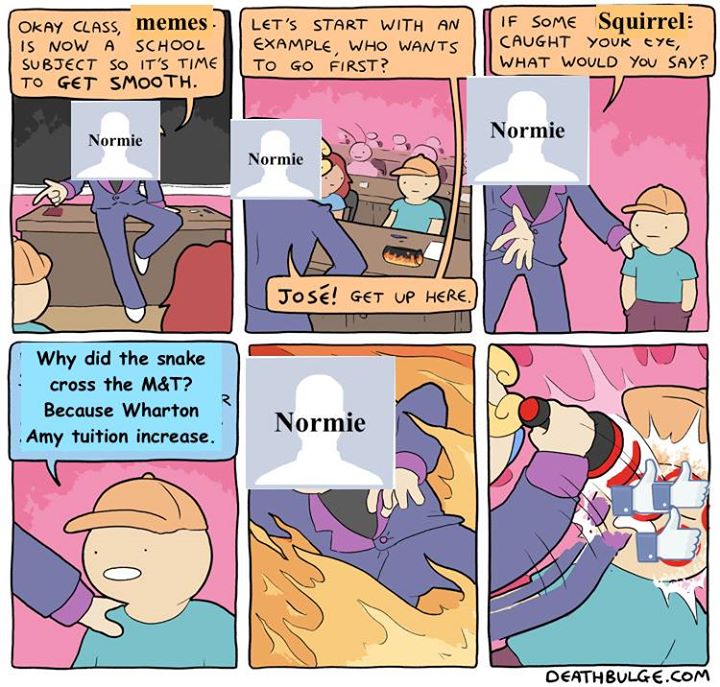 OKAY CLASS, memes
IS NOW A SCHOOL
SUBJECT SO IT'S TIME
TO GET SMOOTH.
Normie
LET'S START WITH AN
EXAMPLE, WHO WANTS
TO GO FIRST?
Normie
JOSÉ! GET UP HERE.
IF SOME Squirrel
CAUGHT YOUR EYE,
WHAT WOULD YOU SAY?
Normie
Why did the snake
cross the M&T?
Because Wharton
Amy tuition increase.
R
Normie
DEATHBULGE.COM